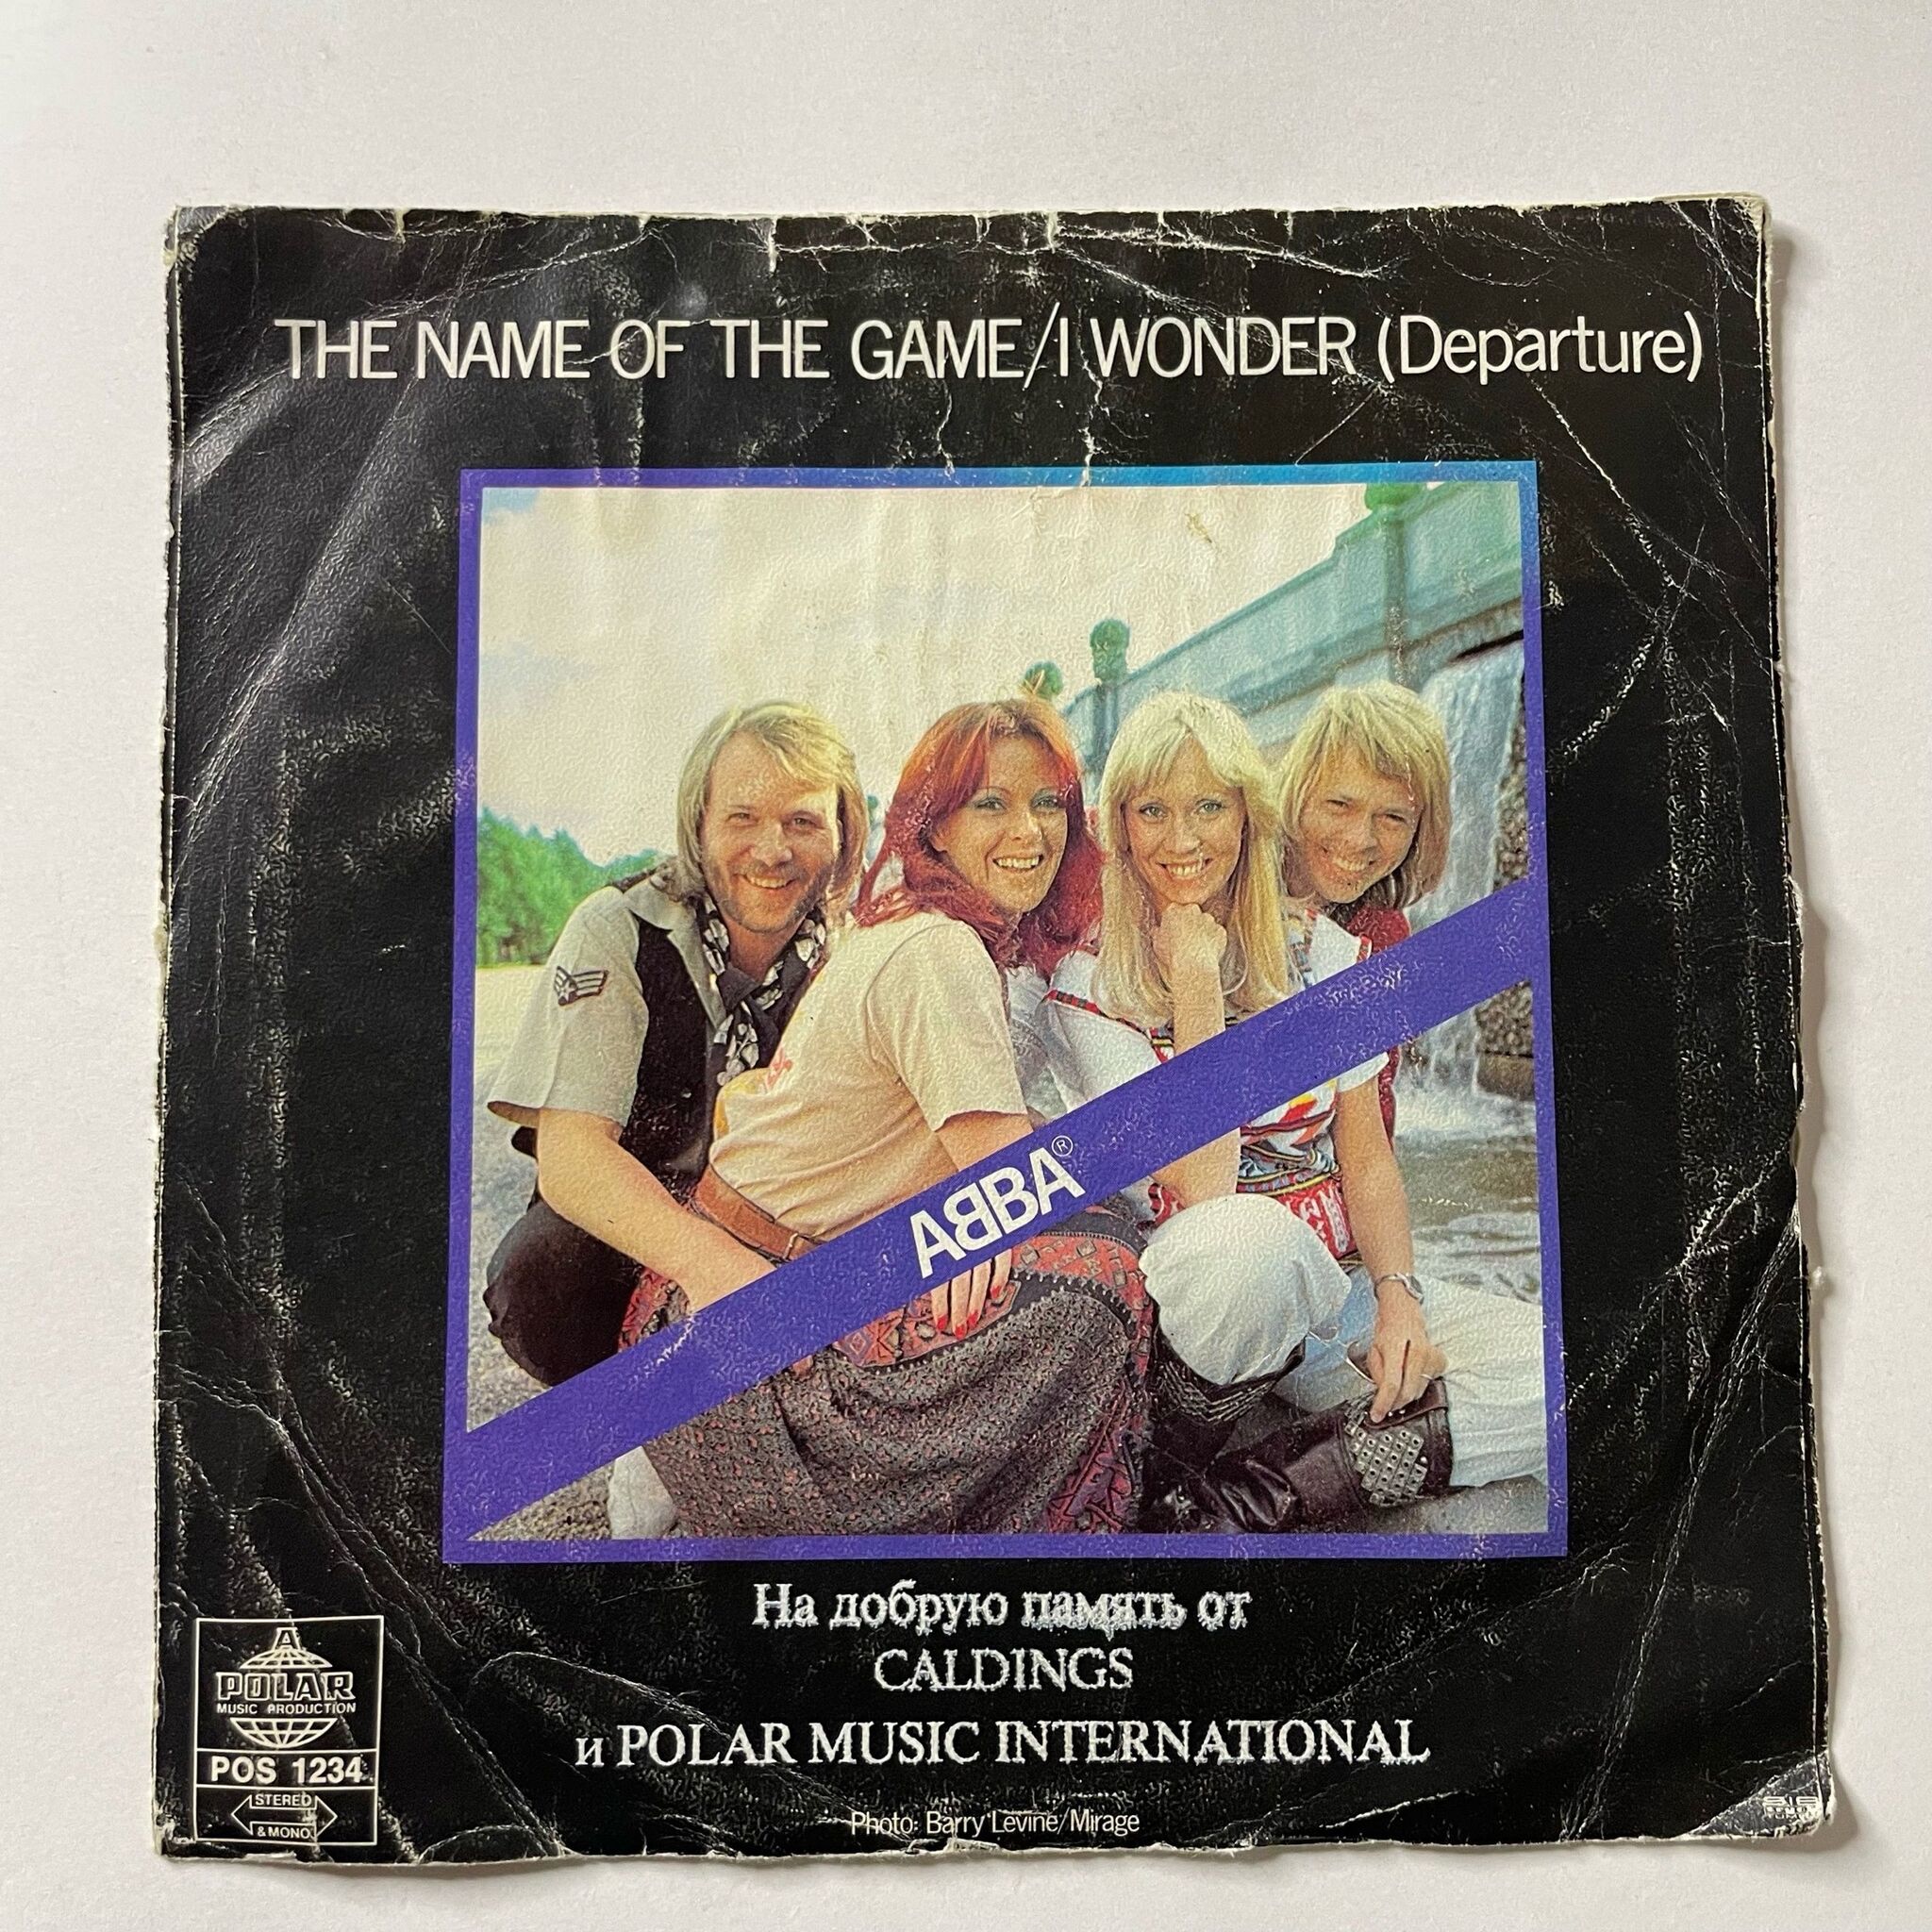 THE NAME OF THE GAME/I WONDER (Departure)
ABBA®
На добрую память от
CALDINGS
и POLAR MUSIC INTERNATIONAL
A
POLAR
MUSIC PRODUCTION
POS 1234
STEREO
& MONO
Photo: Barry Levine/Mirage